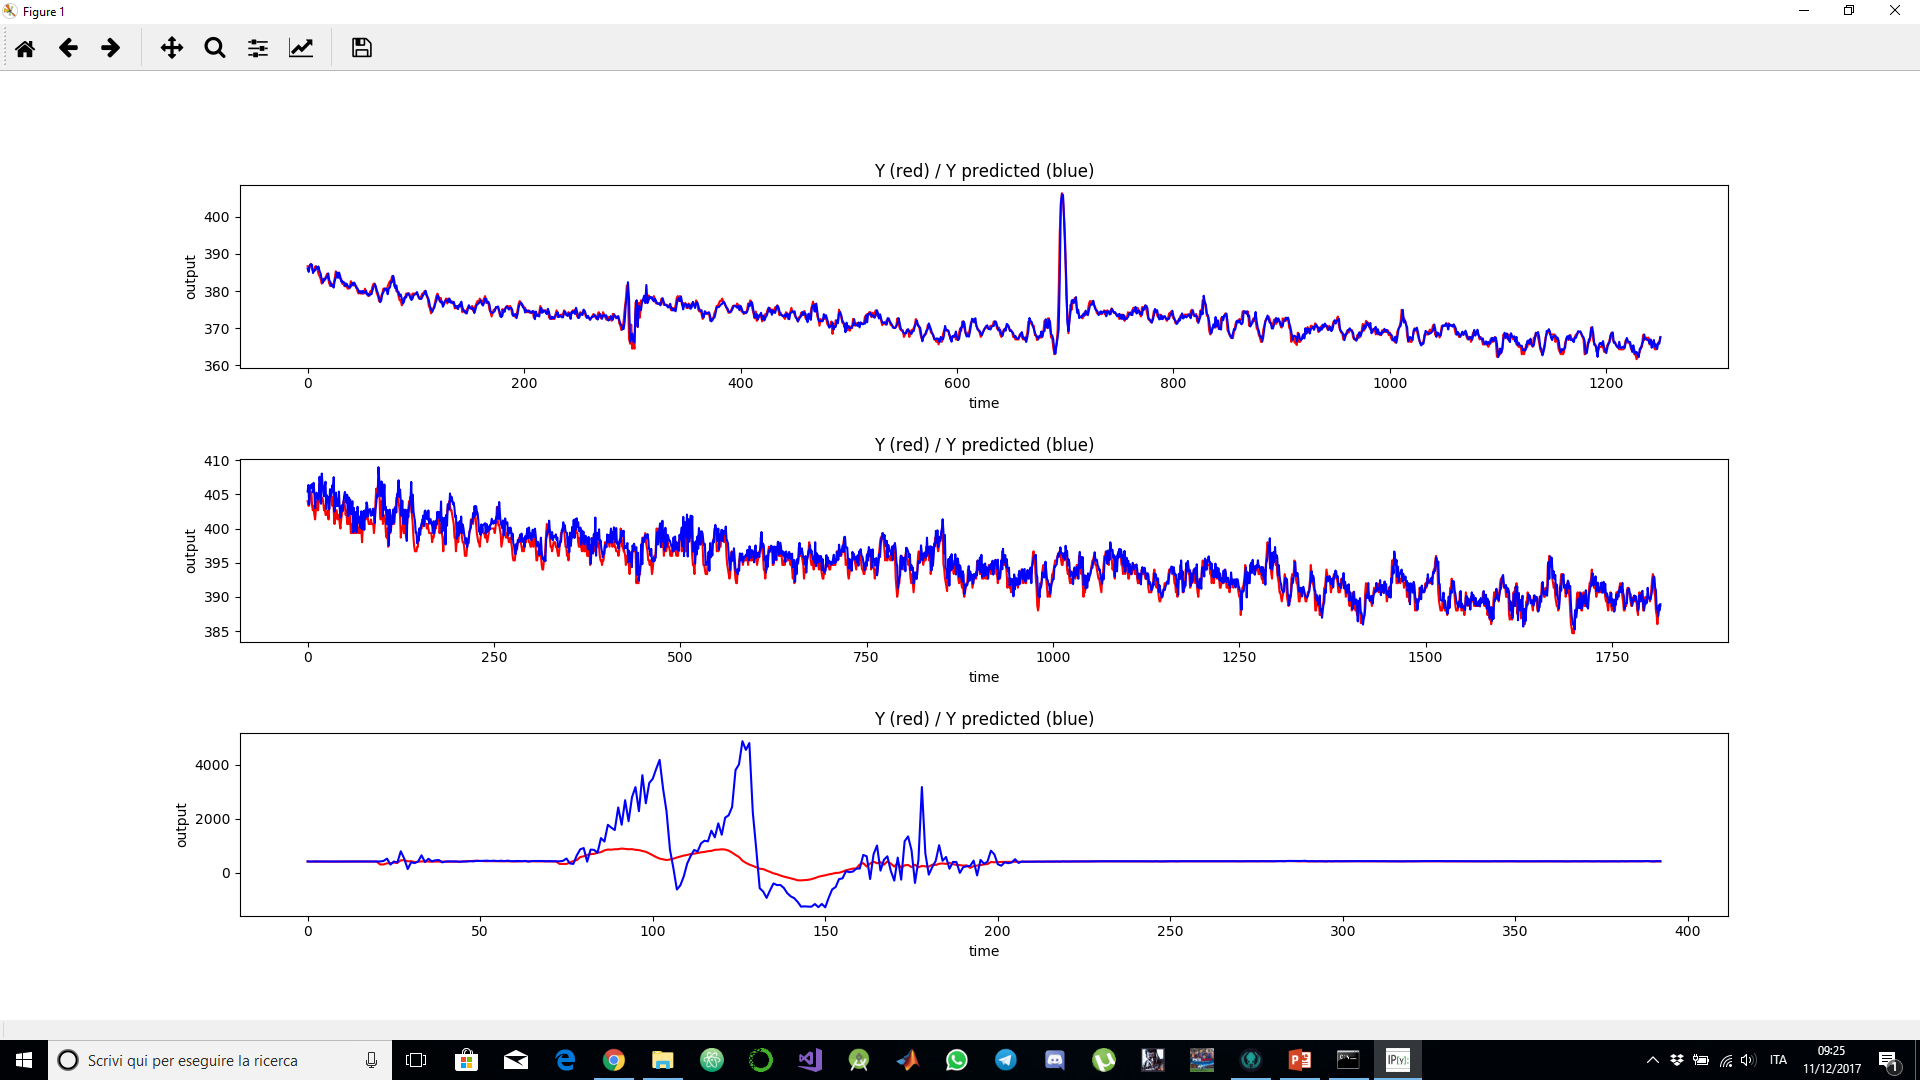 Figure 1
Y (red) / Y predicted (blue)
output
400
390
380
370
360
0 200 400 600 800 1000 1200
time
Y (red) / Y predicted (blue)
output
410
405
400
395
390
385
0 250 500 750 1000 1250 1500 1750
time
Y (red) / Y predicted (blue)
output
4000
2000
0
0 50 100 150 200 250 300 350 400
time
Scrivi qui per eseguire la ricerca
IP[y]:
ITA
09:25
11/12/2017
1